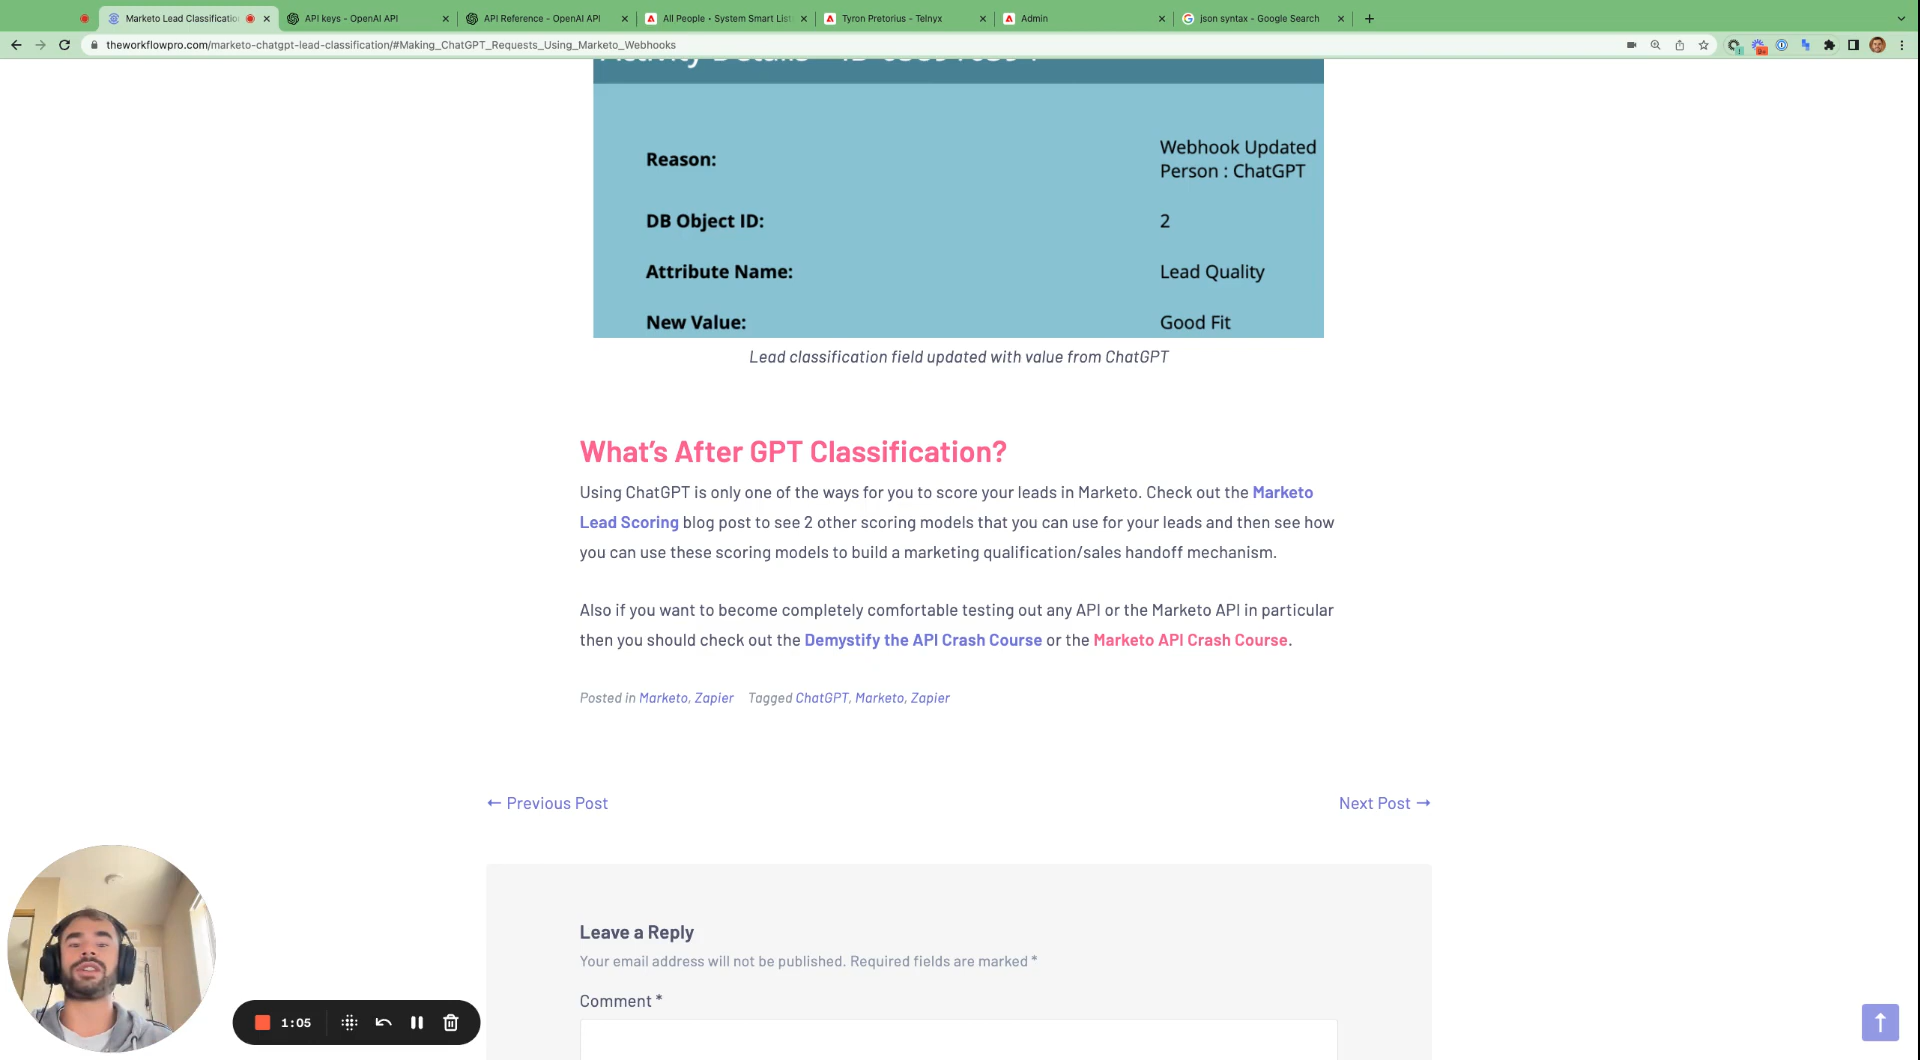 Marketo Lead Classificatio
API keys - OpenAI API
API Reference - OpenAI API
All People • System Smart List
Tyron Pretorius - Telnyx
Admin
json syntax - Google Search
theworkflowpro.com/marketo-chatgpt-lead-classification/#Making_ChatGPT_Requests_Using_Marketo_Webhooks
Reason:
Webhook Updated
Person : ChatGPT
DB Object ID:
2
Attribute Name:
Lead Quality
New Value:
Good Fit
Lead classification field updated with value from ChatGPT
What's After GPT Classification?
Using ChatGPT is only one of the ways for you to score your leads in Marketo. Check out the Marketo
Lead Scoring blog post to see 2 other scoring models that you can use for your leads and then see how
you can use these scoring models to build a marketing qualification/sales handoff mechanism.
Also if you want to become completely comfortable testing out any API or the Marketo API in particular
then you should check out the Demystify the API Crash Course or the Marketo API Crash Course.
Posted in Marketo, Zapier Tagged ChatGPT, Marketo, Zapier
← Previous Post
Next Post →
Leave a Reply
Your email address will not be published. Required fields are marked *
Comment *
1:05